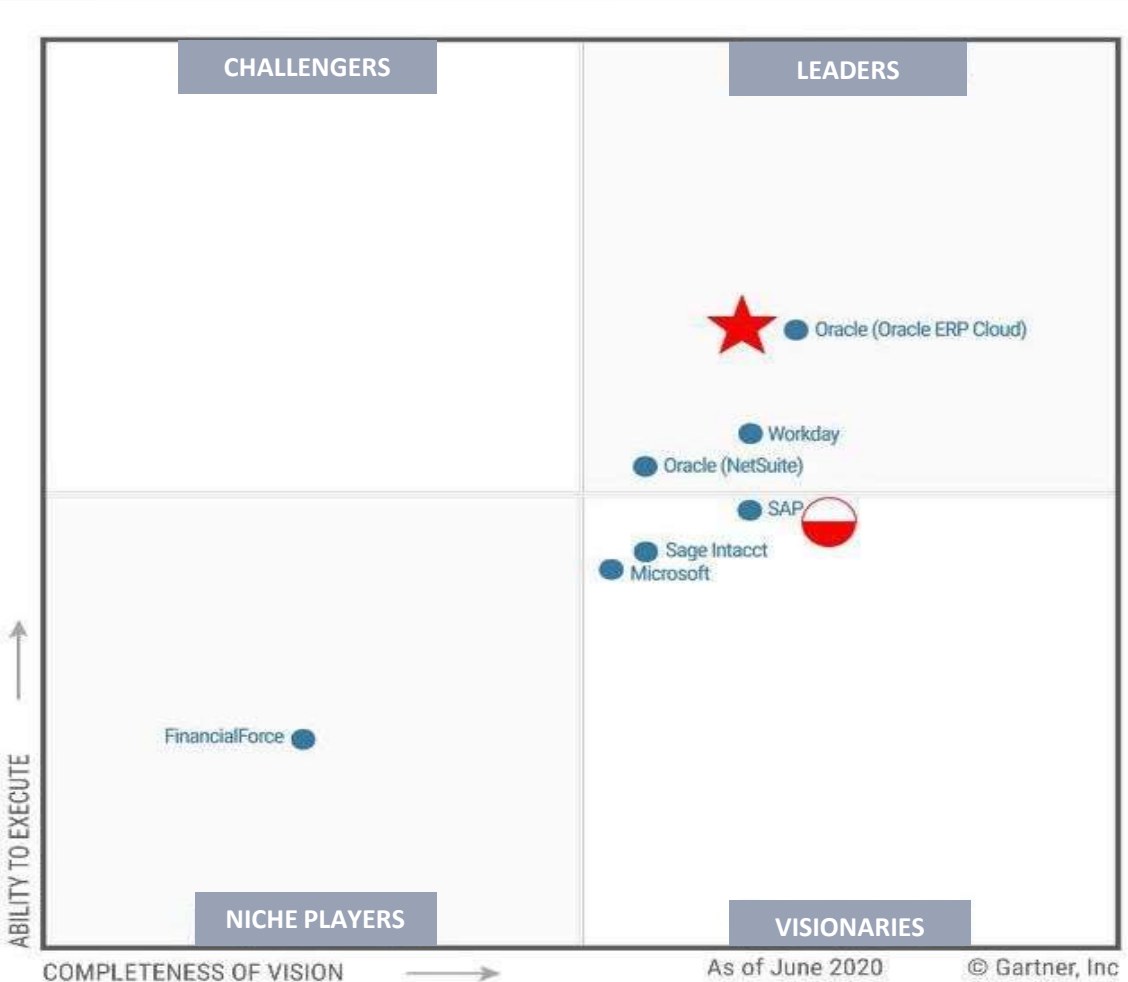 CHALLENGERS
LEADERS
Oracle (Oracle ERP Cloud)
Workday
Oracle (NetSuite)
SAP
Sage Intacct
Microsoft
FinancialForce
ABILITY TO EXECUTE
NICHE PLAYERS
VISIONARIES
COMPLETENESS OF VISION
As of June 2020
© Gartner, Inc